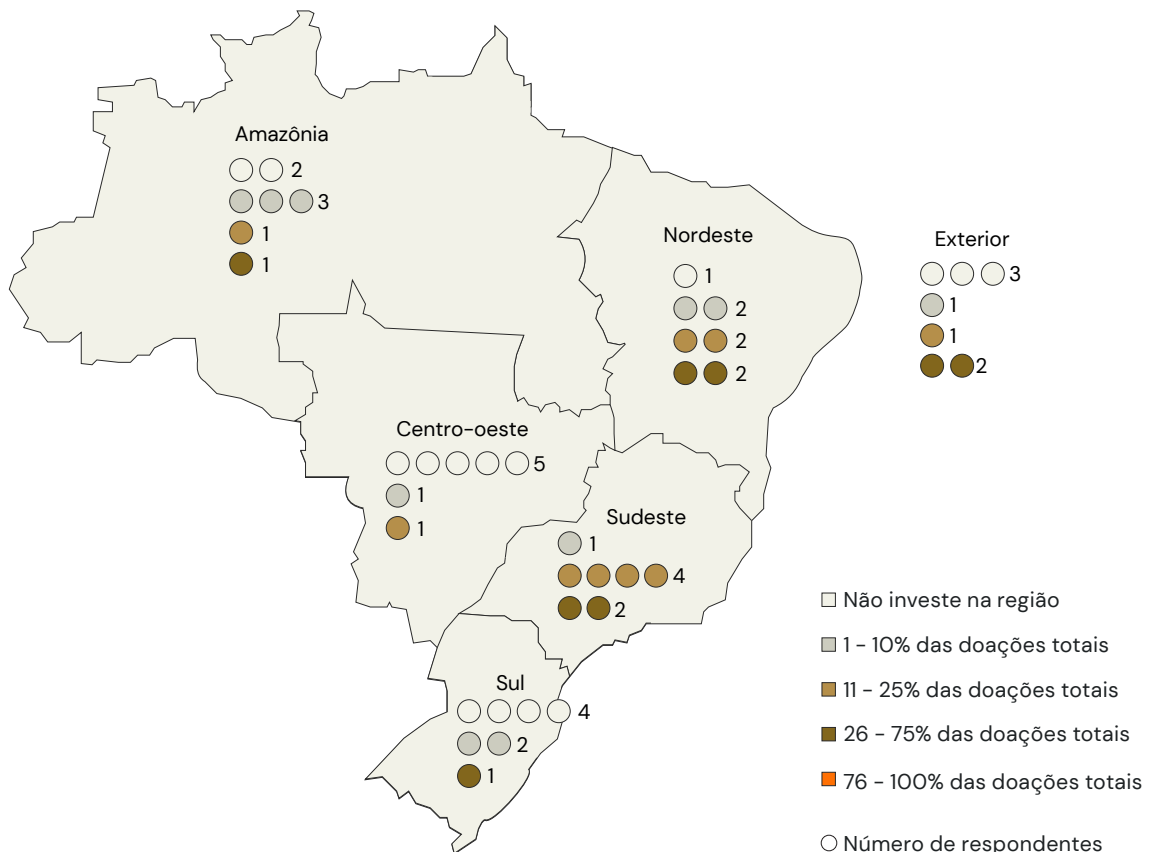 Amazônia
2
3
1
1
Nordeste
1
2
2
2
Exterior
3
1
1
2
Centro-oeste
5
1
1
Sudeste
1
4
2
Sul
4
2
1
Não investe na região
1 - 10% das doações totais
11 - 25% das doações totais
26 - 75% das doações totais
76 - 100% das doações totais
Número de respondentes